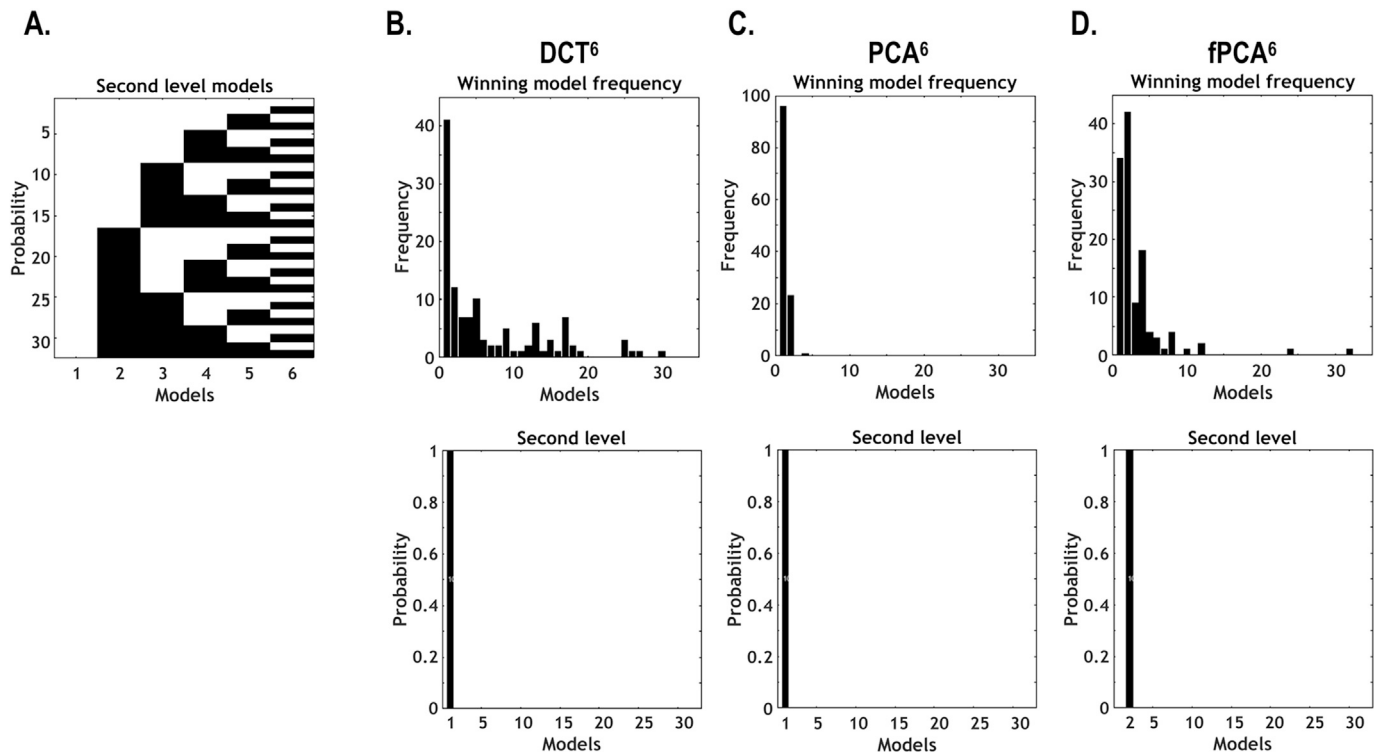 A.
Second level models
Probability
5
10
15
20
25
30
1 2 3 4 5 6
Models
B.
DCT⁶
Winning model frequency
Frequency
40
30
20
10
0
0 10 20 30
Models
C.
PCA⁶
Winning model frequency
Frequency
100
80
60
40
20
0
0 10 20 30
Models
D.
fPCA⁶
Winning model frequency
Frequency
40
30
20
10
0
0 10 20 30
Models
Second level
Probability
1
0.8
0.6
0.4
0.2
0
1 5 10 15 20 25 30
Models
Second level
Probability
1
0.8
0.6
0.4
0.2
0
1 5 10 15 20 25 30
Models
Second level
Probability
1
0.8
0.6
0.4
0.2
0
2 5 10 15 20 25 30
Models